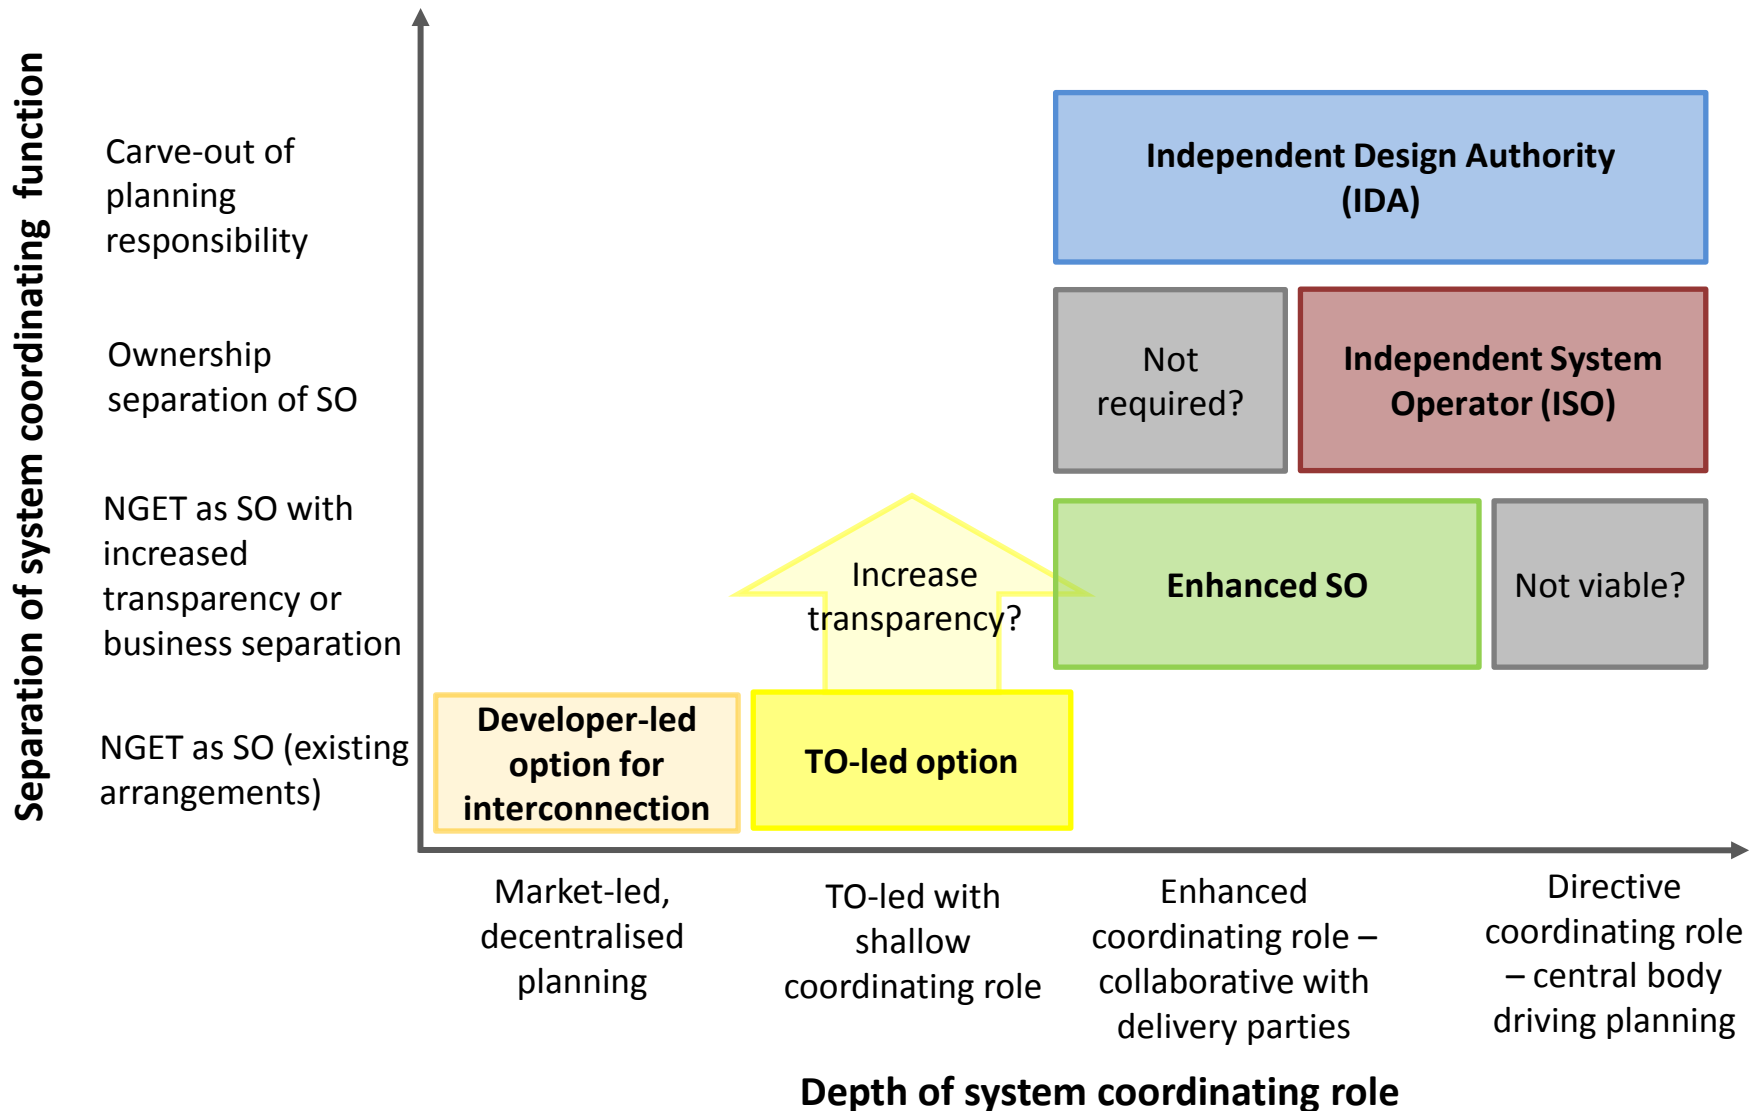 Separation of system coordinating function
Carve-out of
planning
responsibility
Independent Design Authority
(IDA)
Ownership
separation of SO
Not
required?
Independent System
Operator (ISO)
NGET as SO with
increased
transparency or
business separation
Increase
transparency?
Enhanced SO
Not viable?
NGET as SO (existing
arrangements)
Developer-led
option for
interconnection
TO-led option
Market-led,
decentralised
planning
TO-led with
shallow
coordinating role
Enhanced
coordinating role –
collaborative with
delivery parties
Directive
coordinating role
– central body
driving planning
Depth of system coordinating role